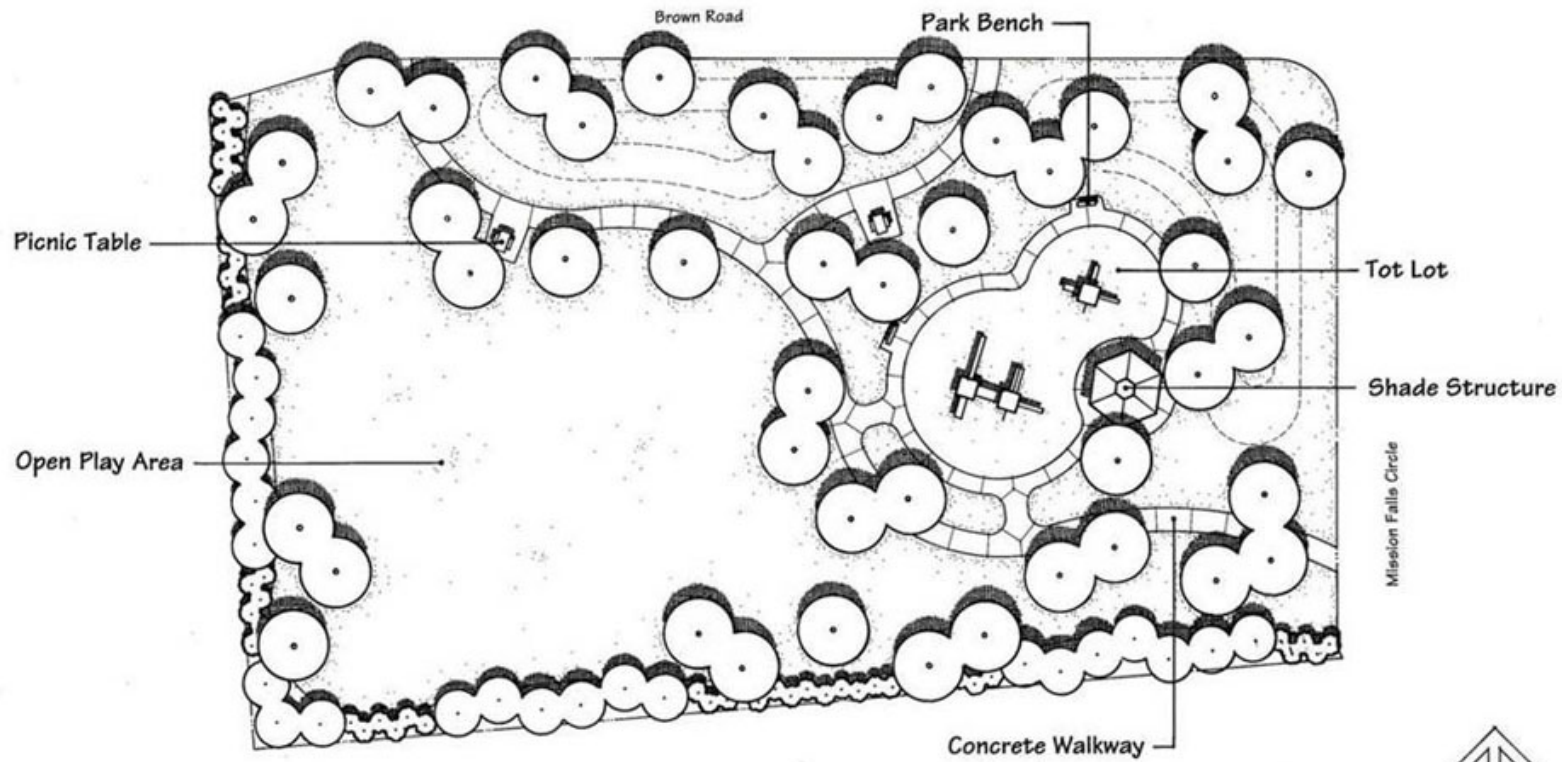 Brown Road
Park Bench
Picnic Table
Tot Lot
Shade Structure
Open Play Area
Mission Falls Circle
Concrete Walkway